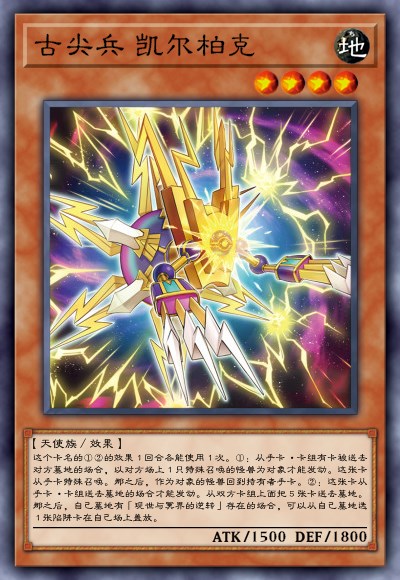 古尖兵 凯尔柏克
地
【天使族／效果】
这个卡名的①②的效果1回合各能使用1次。①：从手卡·卡组有卡被送去
对方墓地的场合，以对方场上1只特殊召唤的怪兽为对象才能发动。这张卡
从手卡特殊召唤。那之后，作为对象的怪兽回到持有者手卡。②：这张卡从
手卡·卡组送去墓地的场合才能发动。从双方卡组上面把5张卡送去墓地。
那之后，自己墓地有「现世与冥界的逆转」存在的场合，可以从自己墓地选
1张陷阱卡在自己场上盖放。
ATK/1500 DEF/1800